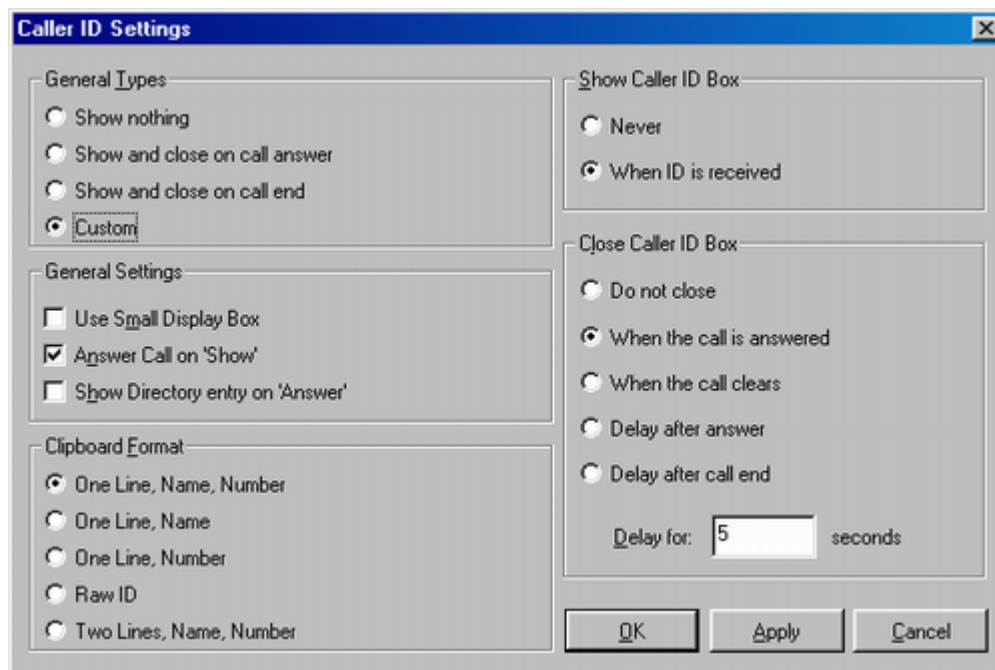 Caller ID Settings
General Types
Show nothing
Show and close on call answer
Show and close on call end
Custom
General Settings
Use Small Display Box
Answer Call on 'Show'
Show Directory entry on 'Answer'
Clipboard Format
One Line, Name, Number
One Line, Name
One Line, Number
Raw ID
Two Lines, Name, Number
Show Caller ID Box
Never
When ID is received
Close Caller ID Box
Do not close
When the call is answered
When the call clears
Delay after answer
Delay after call end
Delay for: 5 seconds
OK Apply Cancel